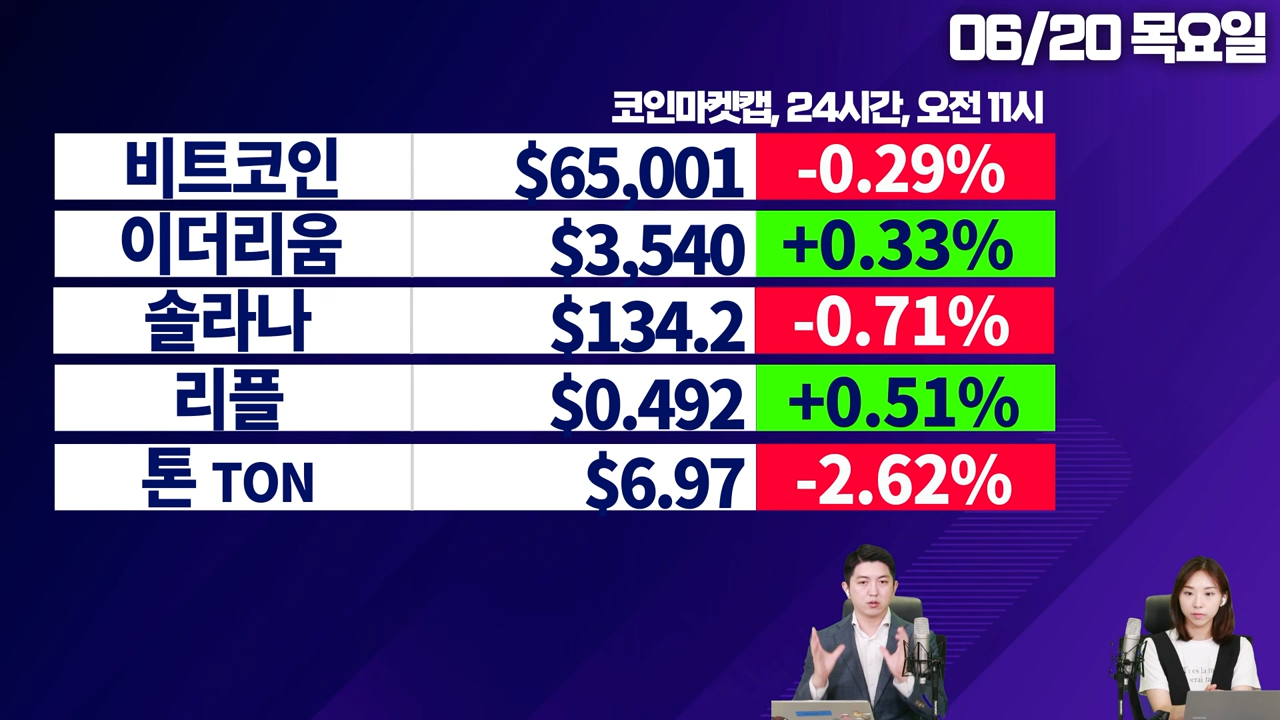 06/20 목요일
코인마켓캡, 24시간, 오전 11시
비트코인 $65,001 -0.29%
이더리움 $3,540 +0.33%
솔라나 $134.2 -0.71%
리플 $0.492 +0.51%
톤 TON $6.97 -2.62%